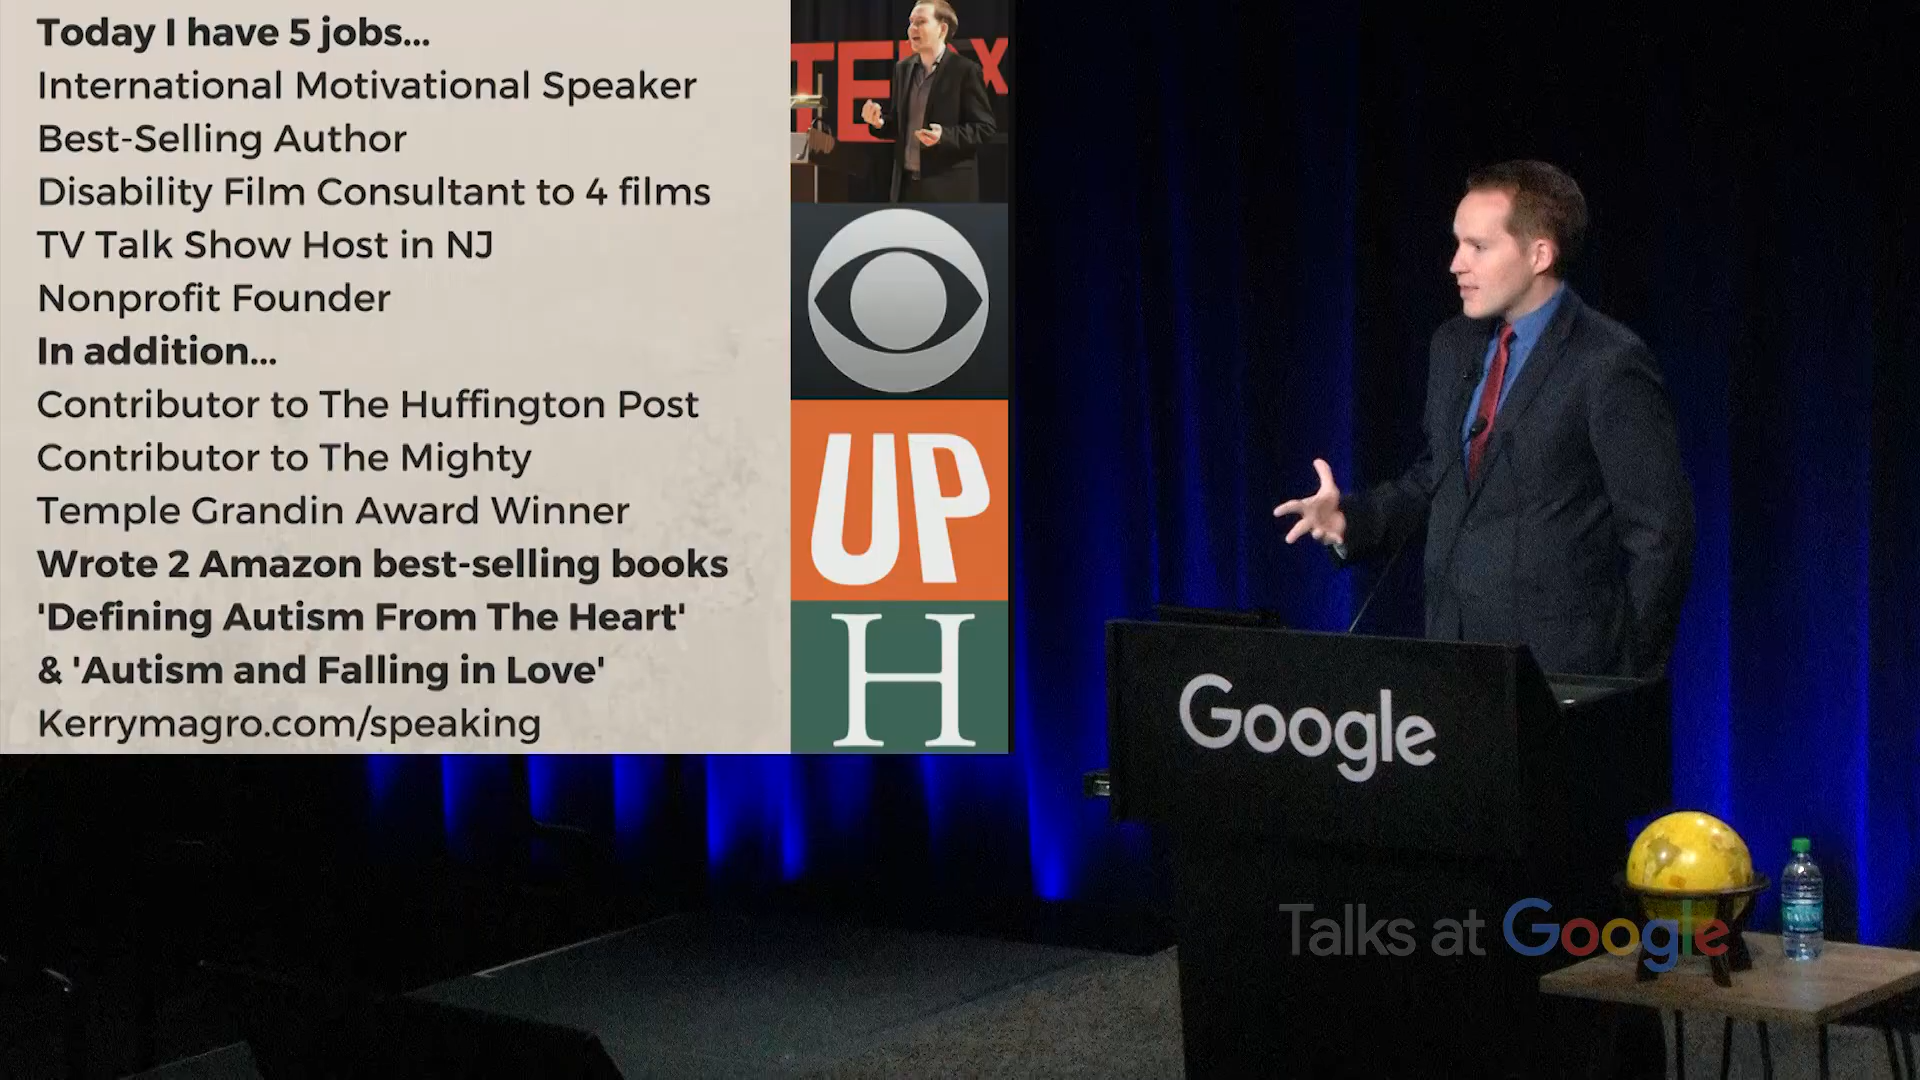 Today I have 5 jobs...
International Motivational Speaker
Best-Selling Author
Disability Film Consultant to 4 films
TV Talk Show Host in NJ
Nonprofit Founder
In addition...
Contributor to The Huffington Post
Contributor to The Mighty
Temple Grandin Award Winner
Wrote 2 Amazon best-selling books
'Defining Autism From The Heart'
& 'Autism and Falling in Love'
Kerrymagro.com/speaking
TEDx
UP
H
Google
Talks at Google